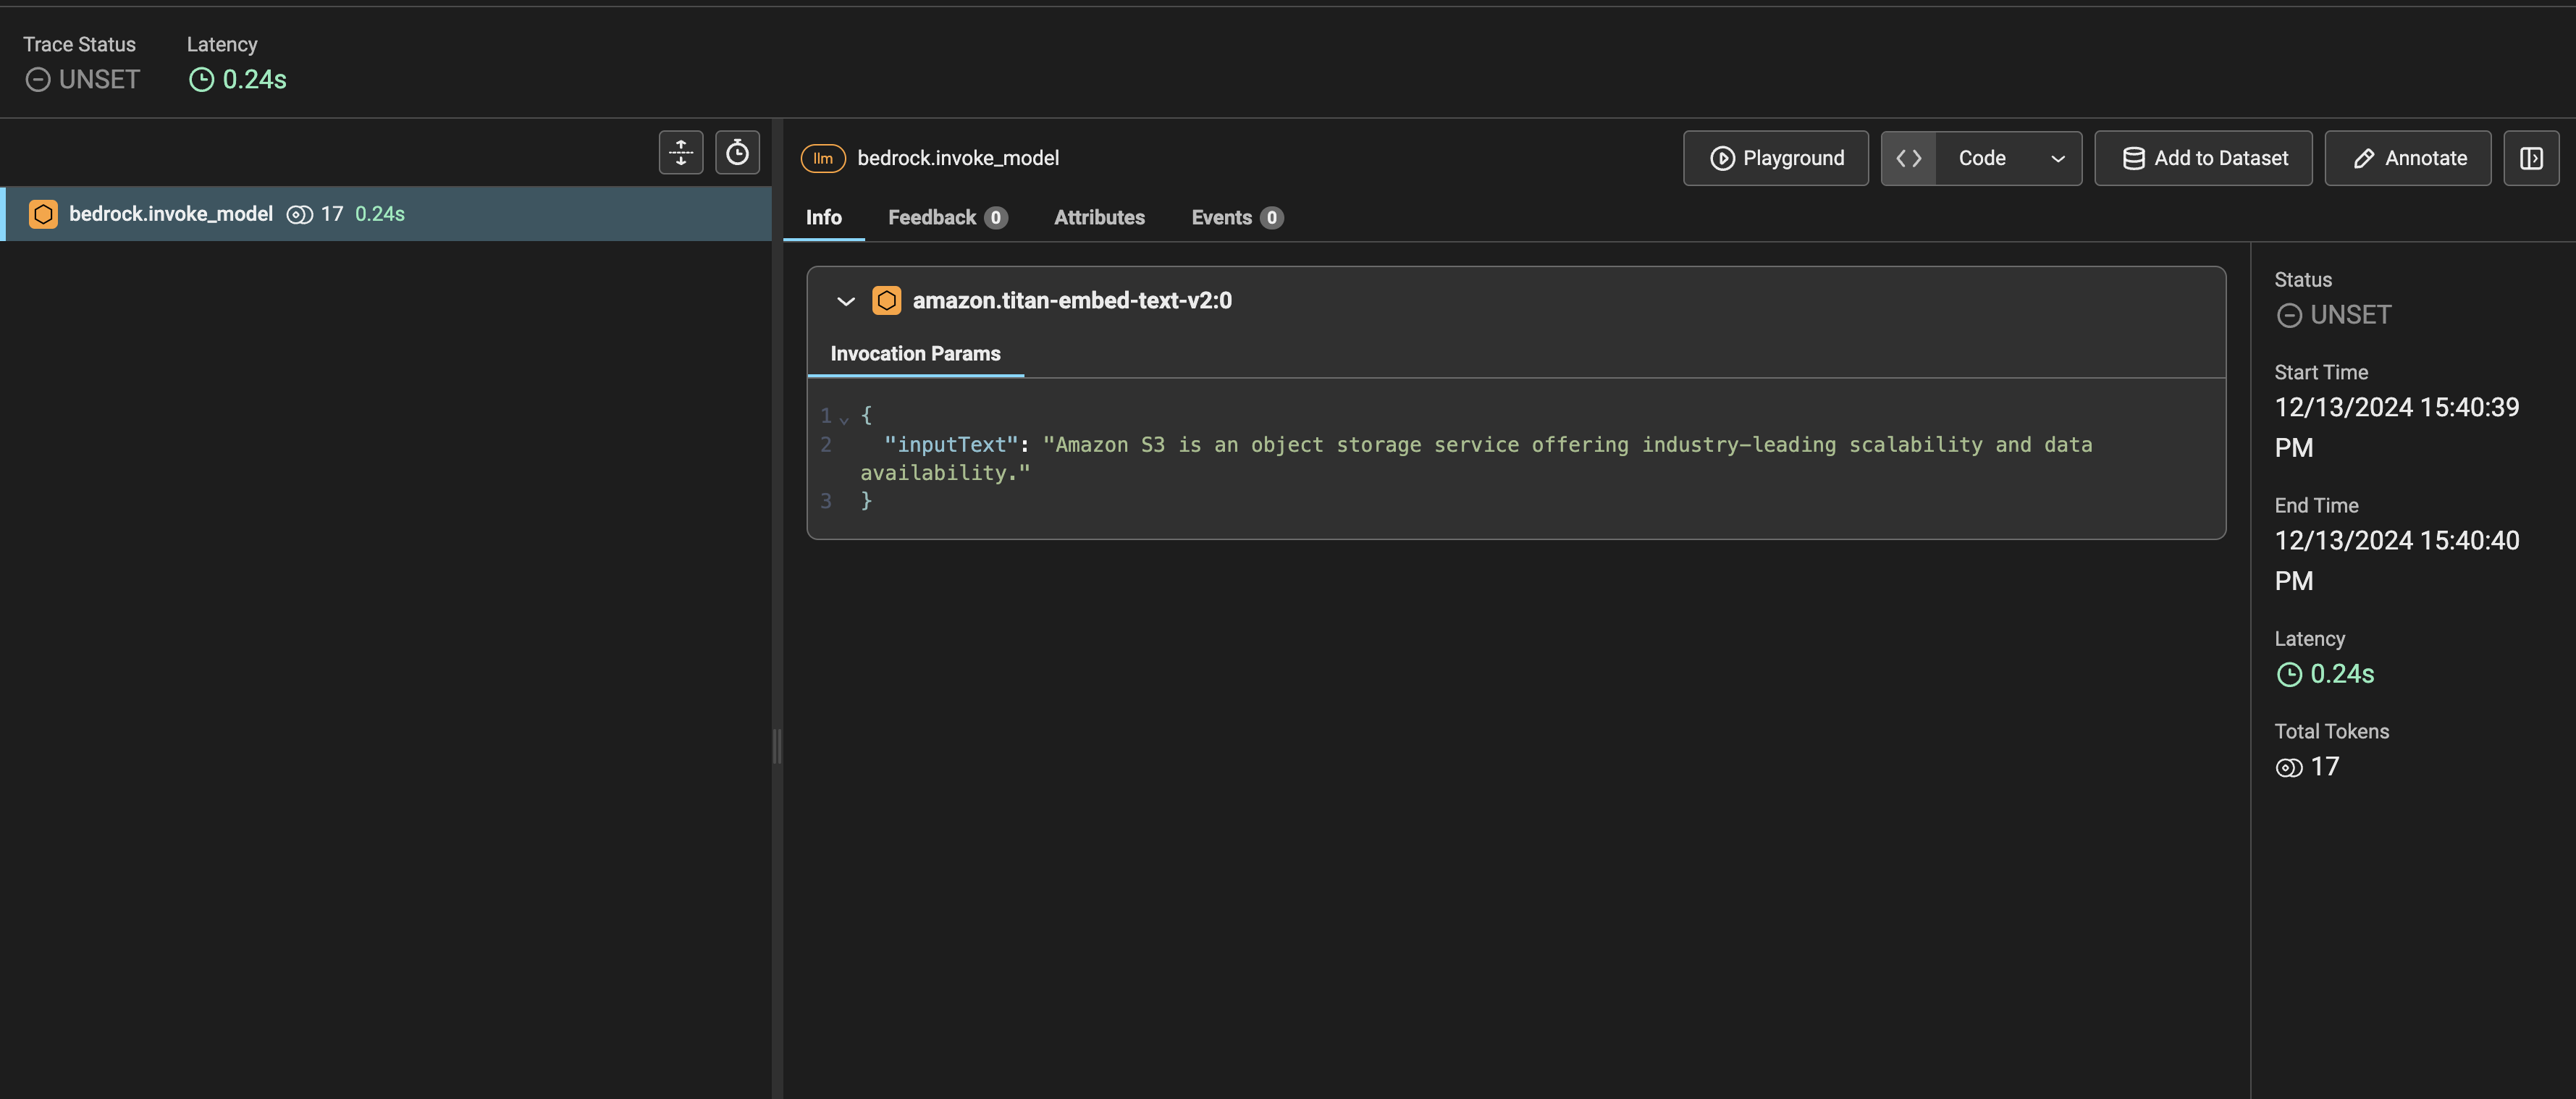 Trace Status
Latency
UNSET
0.24s
bedrock.invoke_model 17 0.24s
llm bedrock.invoke_model
Playground
Code
Add to Dataset
Annotate
Info
Feedback 0
Attributes
Events 0
amazon.titan-embed-text-v2:0
Invocation Params
1 {
2 "inputText": "Amazon S3 is an object storage service offering industry-leading scalability and data
availability."
3 }
Status
UNSET
Start Time
12/13/2024 15:40:39
PM
End Time
12/13/2024 15:40:40
PM
Latency
0.24s
Total Tokens
17